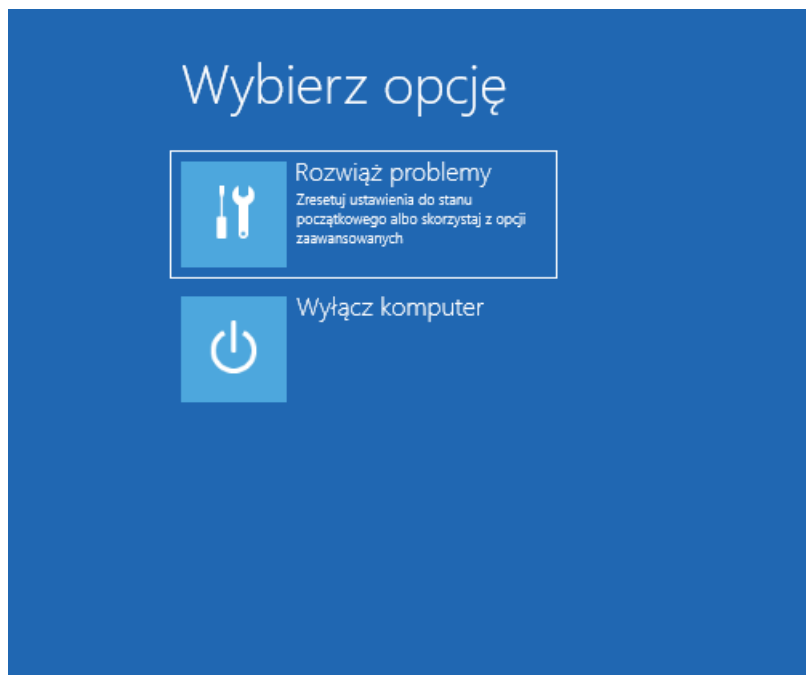 Wybierz opcję
Rozwiąż problemy
Zresetuj ustawienia do stanu
początkowego albo skorzystaj z opcji
zaawansowanych
Wyłącz komputer